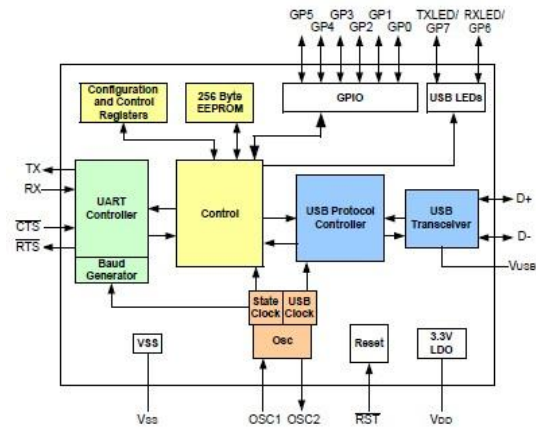 GP5 GP3 GP1 TXLED/ RXLED/
GP4 GP2 GP0 GP7 GP6
Configuration
and Control
Registers
256 Byte
EEPROM
GPIO
USB LEDs
TX
RX
CTS
RTS
UART
Controller
Baud
Generator
Control
USB Protocol
Controller
USB
Transceiver
D+
D-
VUSB
State
Clock
USB
Clock
Osc
VSS
Reset
3.3V
LDO
VSS
OSC1
OSC2
RST
VDD